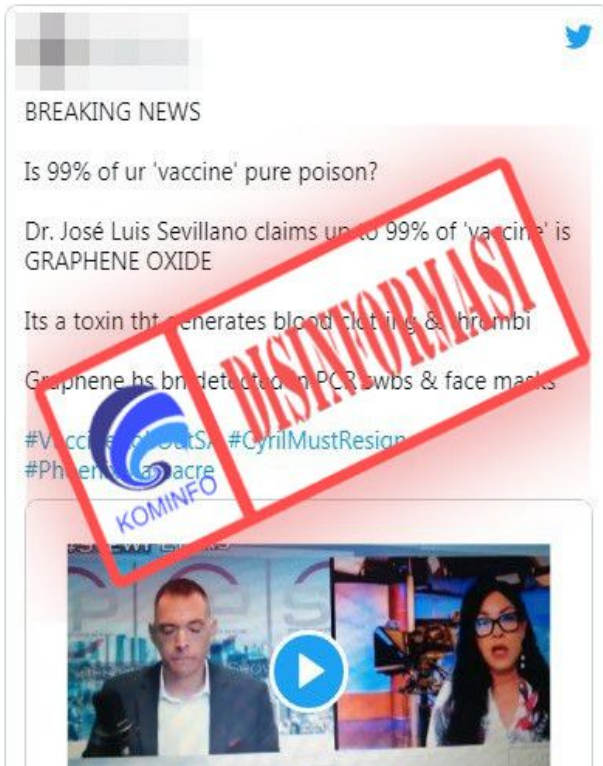 BREAKING NEWS
Is 99% of ur 'vaccine' pure poison?
Dr. José Luis Sevillano claims up to 99% of 'vaccine' is
GRAPHENE OXIDE
Its a toxin tht generates blood clotting & thrombi
Graphene hs bn detected in PCR swbs & face masks
#CyrilMustResign
DISINFORMASI
KOMINFO